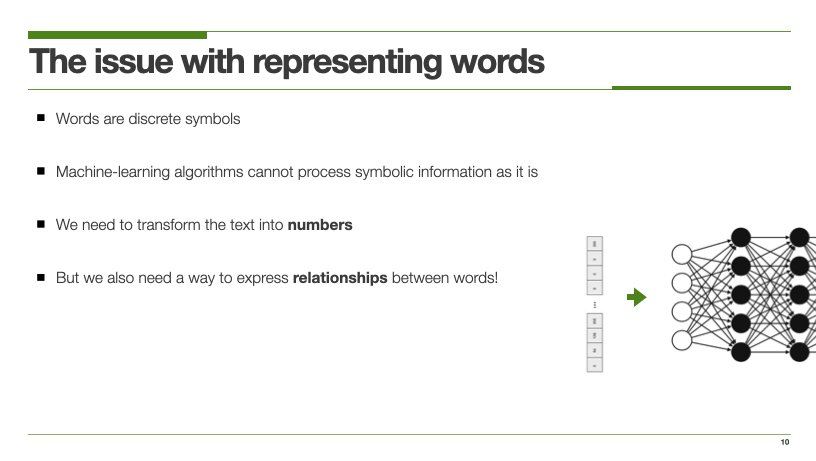 The issue with representing words
■ Words are discrete symbols
■ Machine-learning algorithms cannot process symbolic information as it is
■ We need to transform the text into numbers
■ But we also need a way to express relationships between words!
10